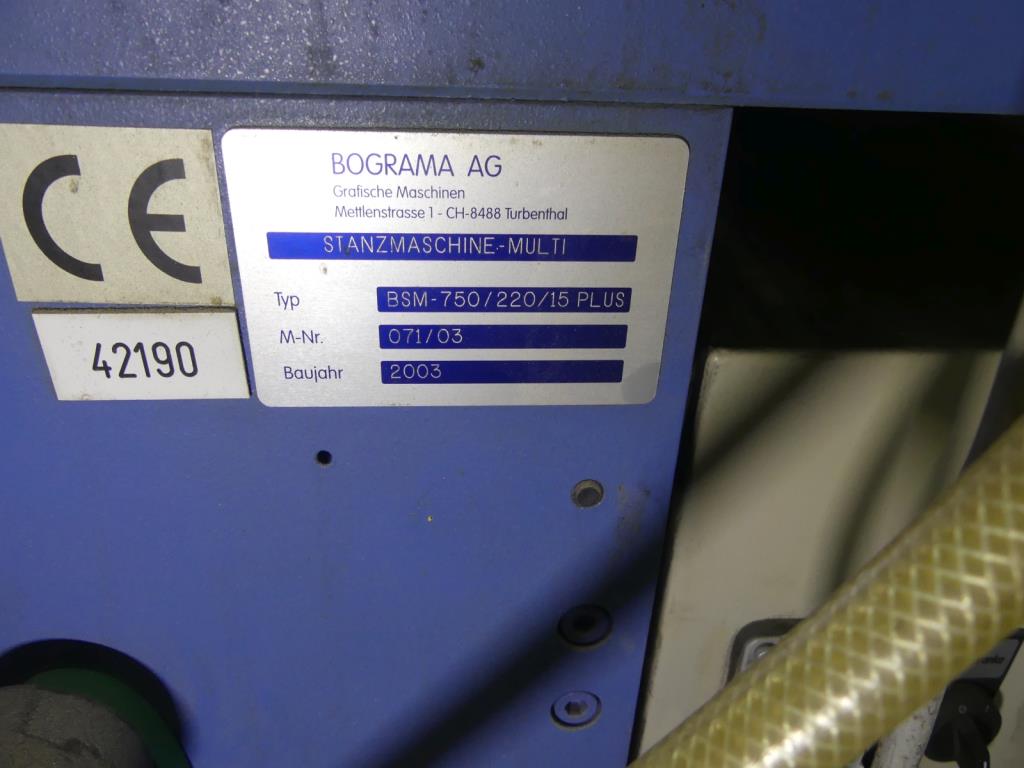 CE
42190
BOGRAMA AG
Grafische Maschinen
Mettlenstrasse 1 - CH-8488 Turbenthal
STANZMASCHINE-MULTI
Typ BSM-750/220/15 PLUS
M-Nr. 071/03
Baujahr 2003